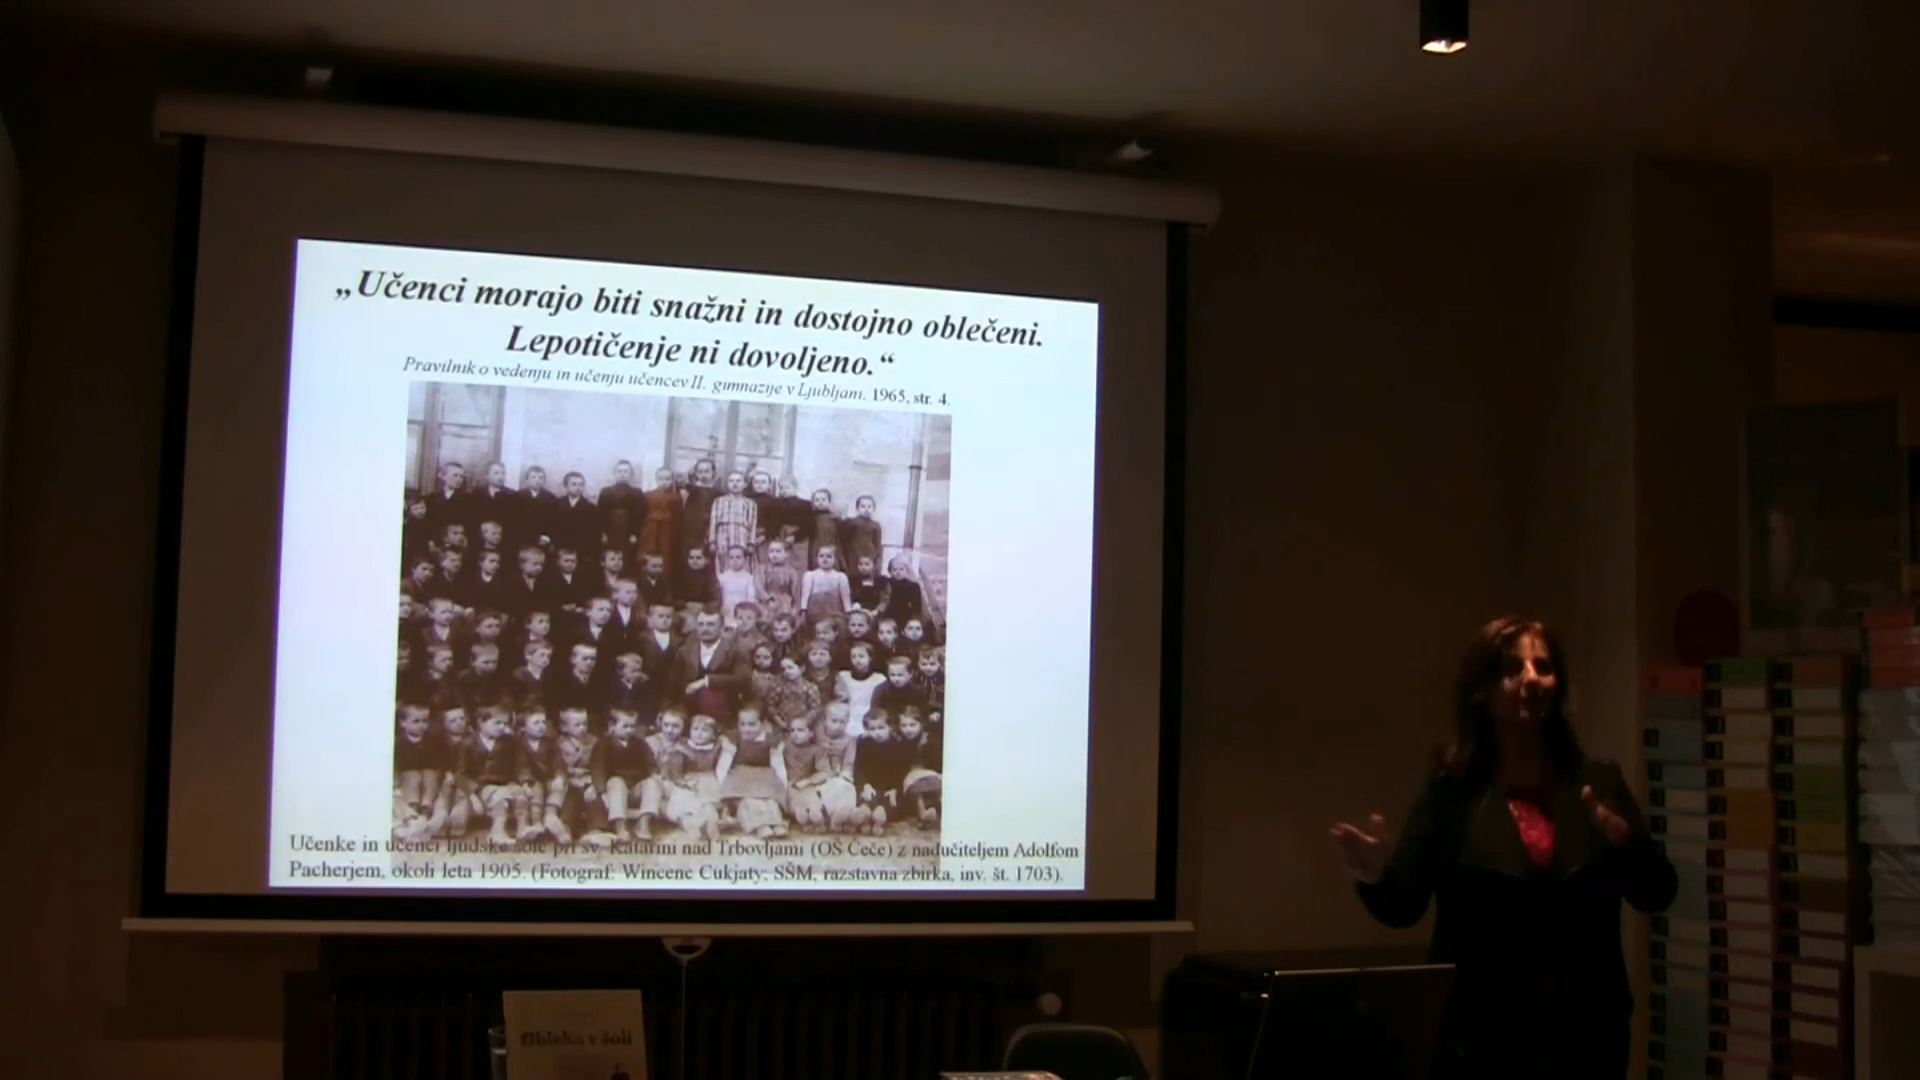 „Učenci morajo biti snažni in dostojno oblečeni.
Lepotičenje ni dovoljeno.“
Pravilnik o vedenju in učenju učencev II. gimnazije v Ljubljani. 1965, str. 4.
Učenke in učenci ljudske šole pri sv. Katarini nad Trbovljami (OŠ Čeče) z nadučiteljem Adolfom
Pacherjem, okoli leta 1905. (Fotograf: Wincenc Cukjaty; SŠM, razstavna zbirka, inv. št. 1703).
Obleka v šoli